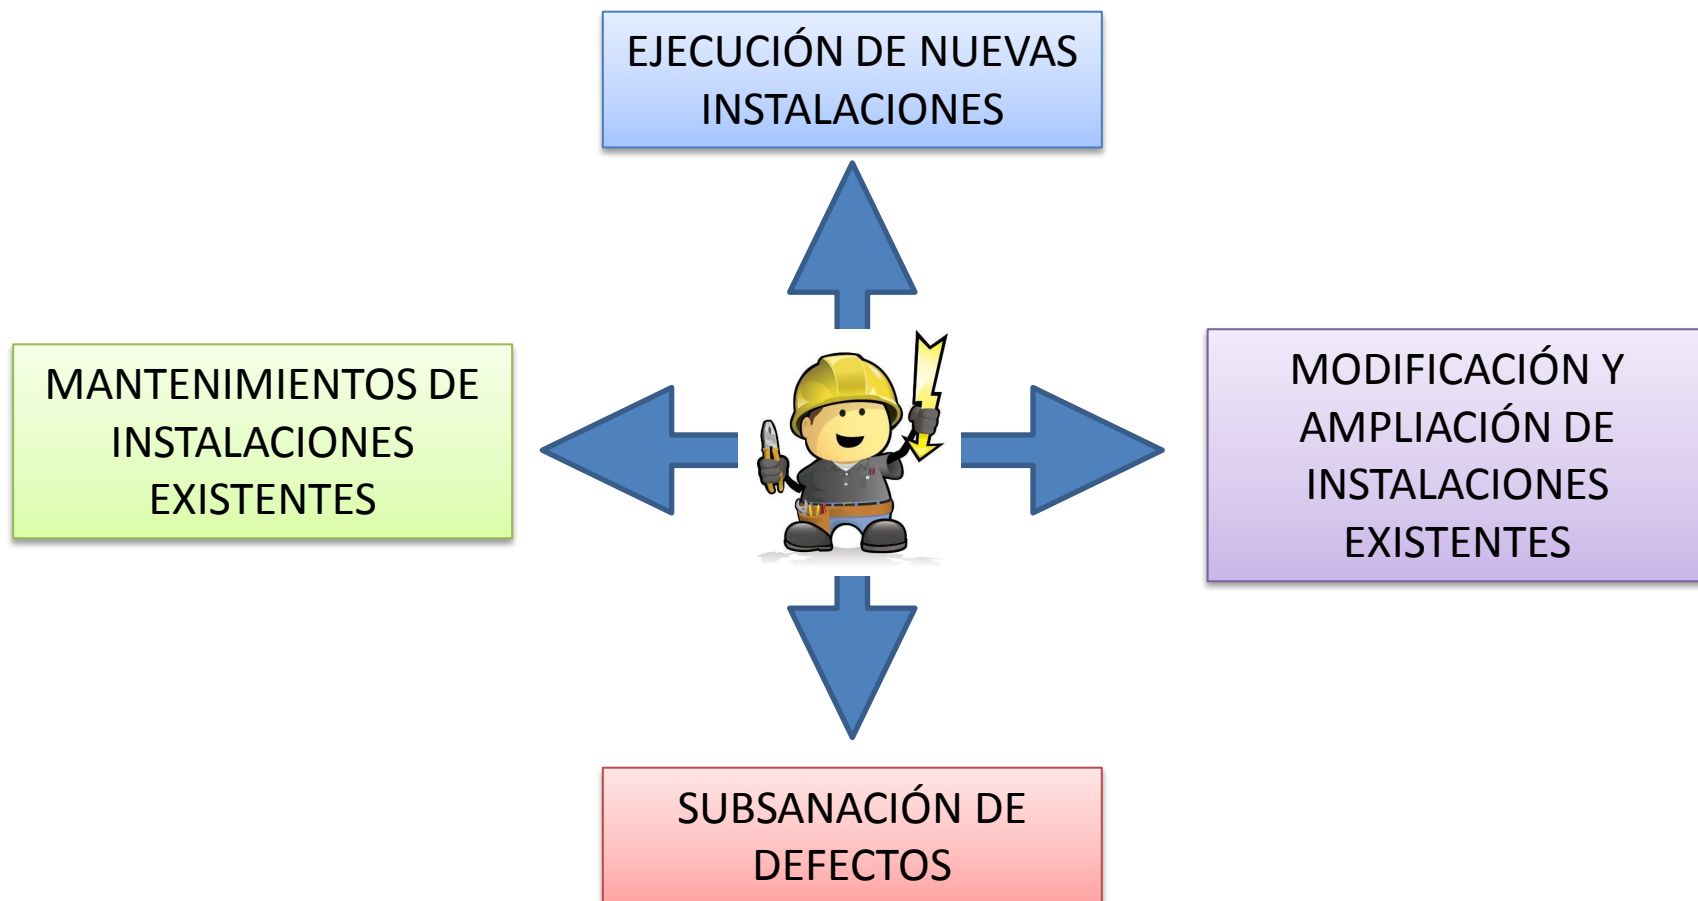 EJECUCIÓN DE NUEVAS
INSTALACIONES
MANTENIMIENTOS DE
INSTALACIONES
EXISTENTES
MODIFICACIÓN Y
AMPLIACIÓN DE
INSTALACIONES
EXISTENTES
SUBSANACIÓN DE
DEFECTOS